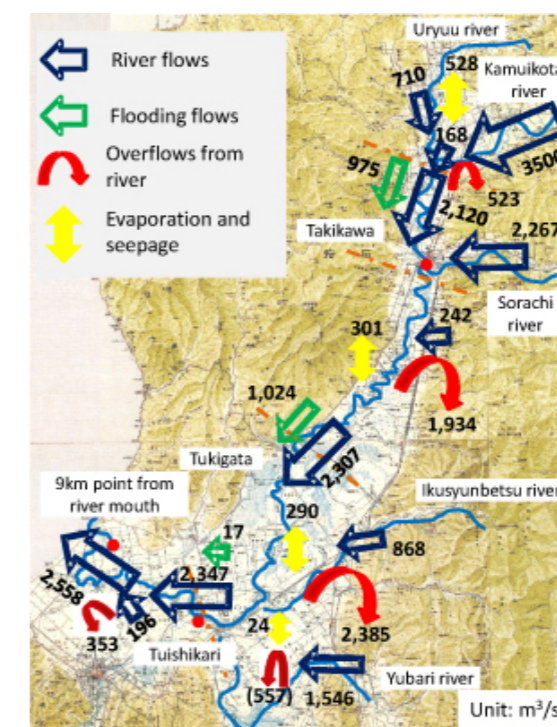 Uryuu river
River flows
Flooding flows
Overflows from
river
Evaporation and
seepage
528
710
Kamuikota
river
168
3500
975
523
2,120
Takikawa
2,267
Sorachi
river
242
301
1,024
1,934
Tukigata
2,307
9km point from
river mouth
Ikusyunbetsu river
290
17
868
2,347
2,558
196
353
24
2,385
Tuishikari
(557)
1,546
Yubari river
Unit: m³/s